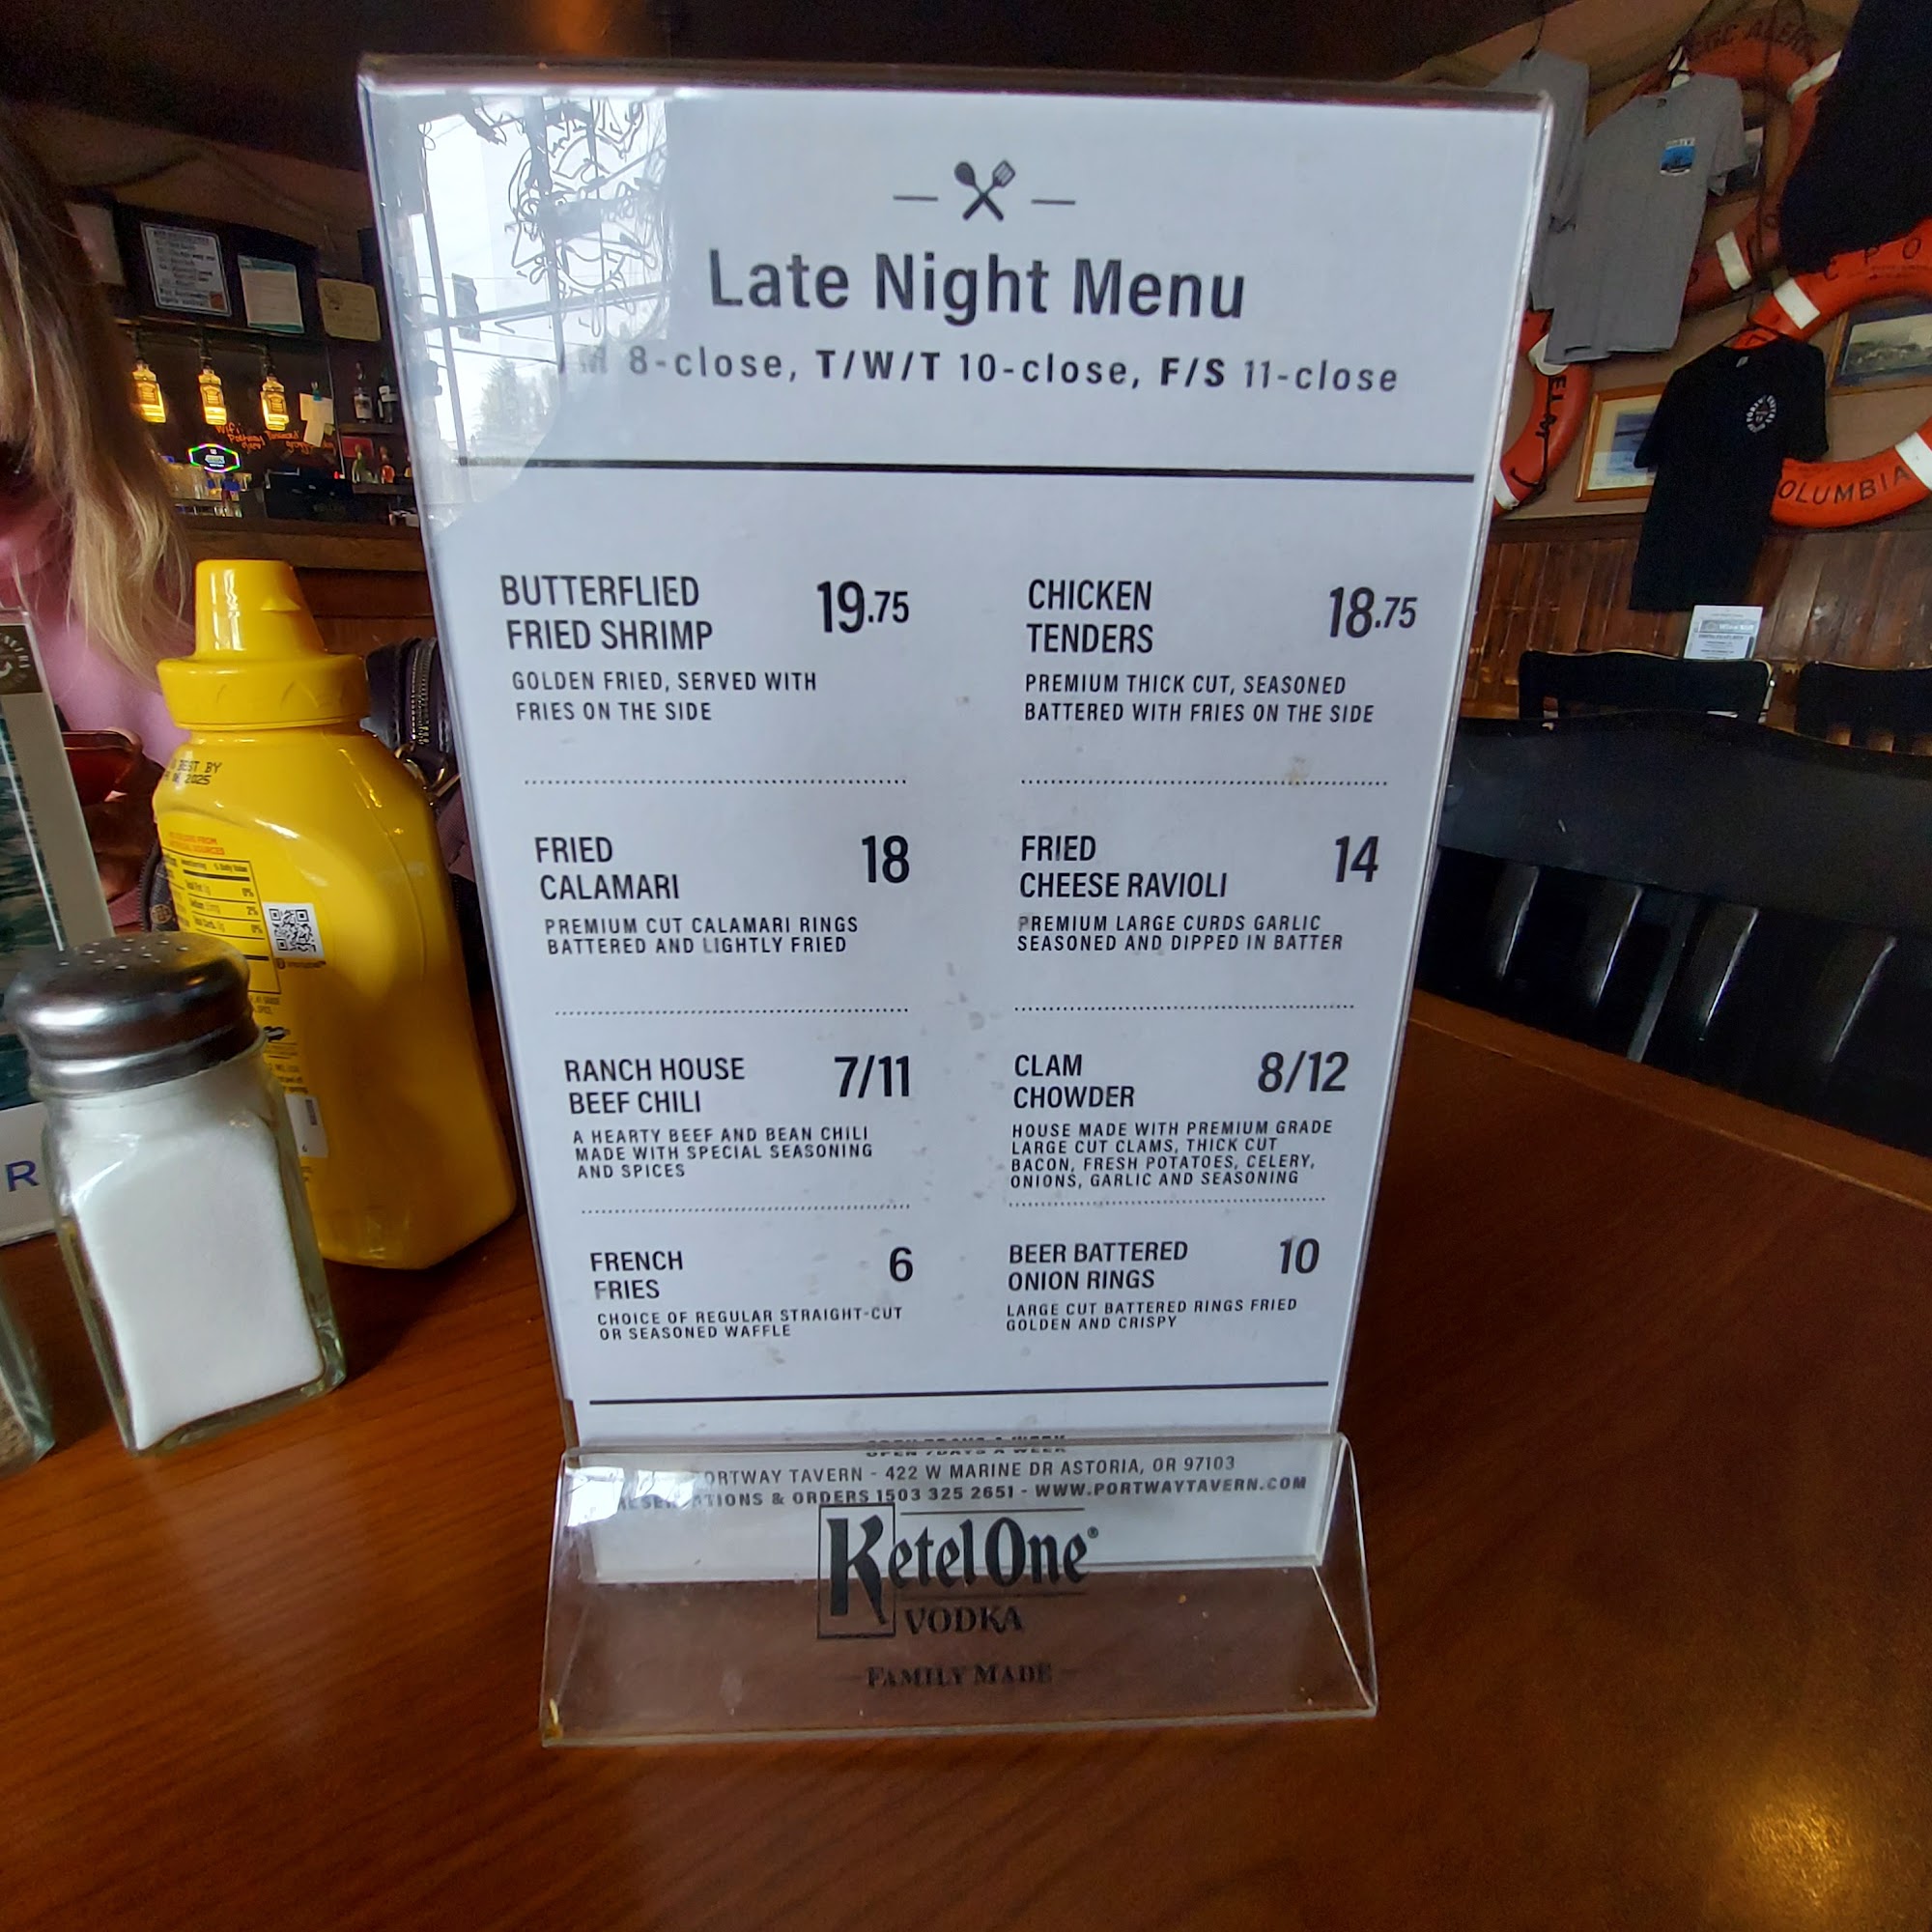 Late Night Menu
8-close, T/W/T 10-close, F/S 11-close
BUTTERFLIED
FRIED SHRIMP
19.75
GOLDEN FRIED, SERVED WITH
FRIES ON THE SIDE
CHICKEN
TENDERS
18.75
PREMIUM THICK CUT, SEASONED
BATTERED WITH FRIES ON THE SIDE
FRIED
CALAMARI
18
PREMIUM CUT CALAMARI RINGS
BATTERED AND LIGHTLY FRIED
FRIED
CHEESE RAVIOLI
14
PREMIUM LARGE CURDS GARLIC
SEASONED AND DIPPED IN BATTER
RANCH HOUSE
BEEF CHILI
7/11
A HEARTY BEEF AND BEAN CHILI
MADE WITH SPECIAL SEASONING
AND SPICES
CLAM
CHOWDER
8/12
HOUSE MADE WITH PREMIUM GRADE
LARGE CUT CLAMS, THICK CUT
BACON, FRESH POTATOES, CELERY,
ONIONS, GARLIC AND SEASONING
FRENCH
FRIES
6
CHOICE OF REGULAR STRAIGHT-CUT
OR SEASONED WAFFLE
BEER BATTERED
ONION RINGS
10
LARGE CUT BATTERED RINGS FRIED
GOLDEN AND CRISPY
OPEN 7DAYS A WEEK
PORTWAY TAVERN - 422 W MARINE DR ASTORIA, OR 97103
RESERVATIONS & ORDERS 1503 325 2651 - WWW.PORTWAYTAVERN.COM
Ketel One®
VODKA
FAMILY MADE
BEST BY
2025
R
OLUMBIA